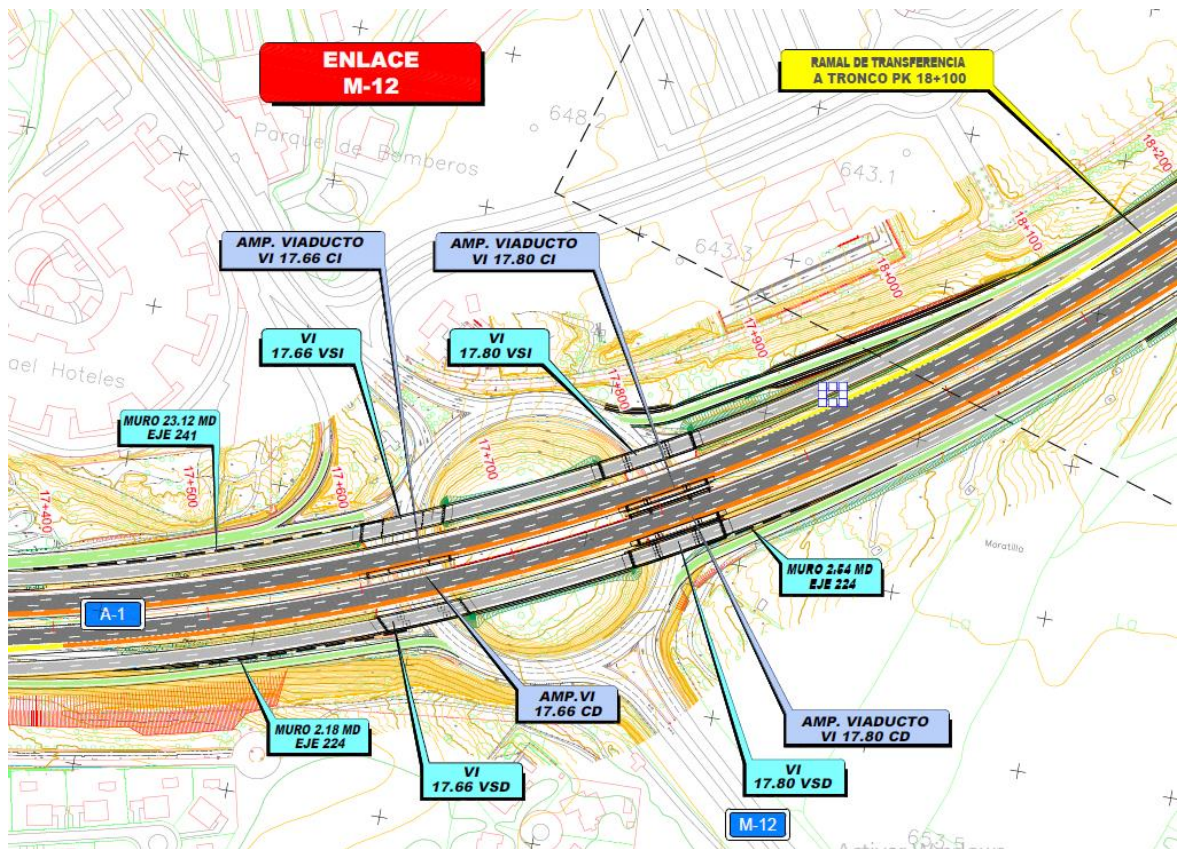 ENLACE
M-12
RAMAL DE TRANSFERENCIA
A TRONCO PK 18+100
648.2
Parque de Bomberos
18+200
643.1
18+100
AMP. VIADUCTO
VI 17.66 CI
AMP. VIADUCTO
VI 17.80 CI
643.3
18+000
17+900
VI
17.66 VSI
VI
17.80 VSI
ael Hoteles
17+800
MURO 23.12 MD
EJE 241
17+700
17+600
17+500
17+400
Moratilla
MURO 2.54 MD
EJE 224
A-1
La
La
AMP.VI
17.66 CD
AMP. VIADUCTO
VI 17.80 CD
MURO 2.18 MD
EJE 224
VI
17.66 VSD
VI
17.80 VSD
M-12
653.5